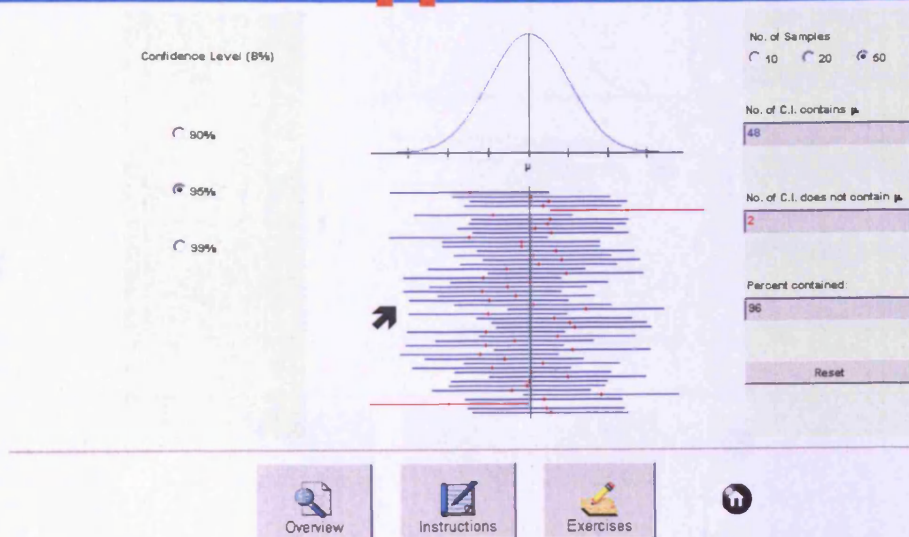 Confidence Level (B%)
90%
95%
99%
μ
No. of Samples
10 20 50
No. of C.I. contains μ
48
No. of C.I. does not contain μ
2
Percent contained:
96
Reset
Overview
Instructions
Exercises